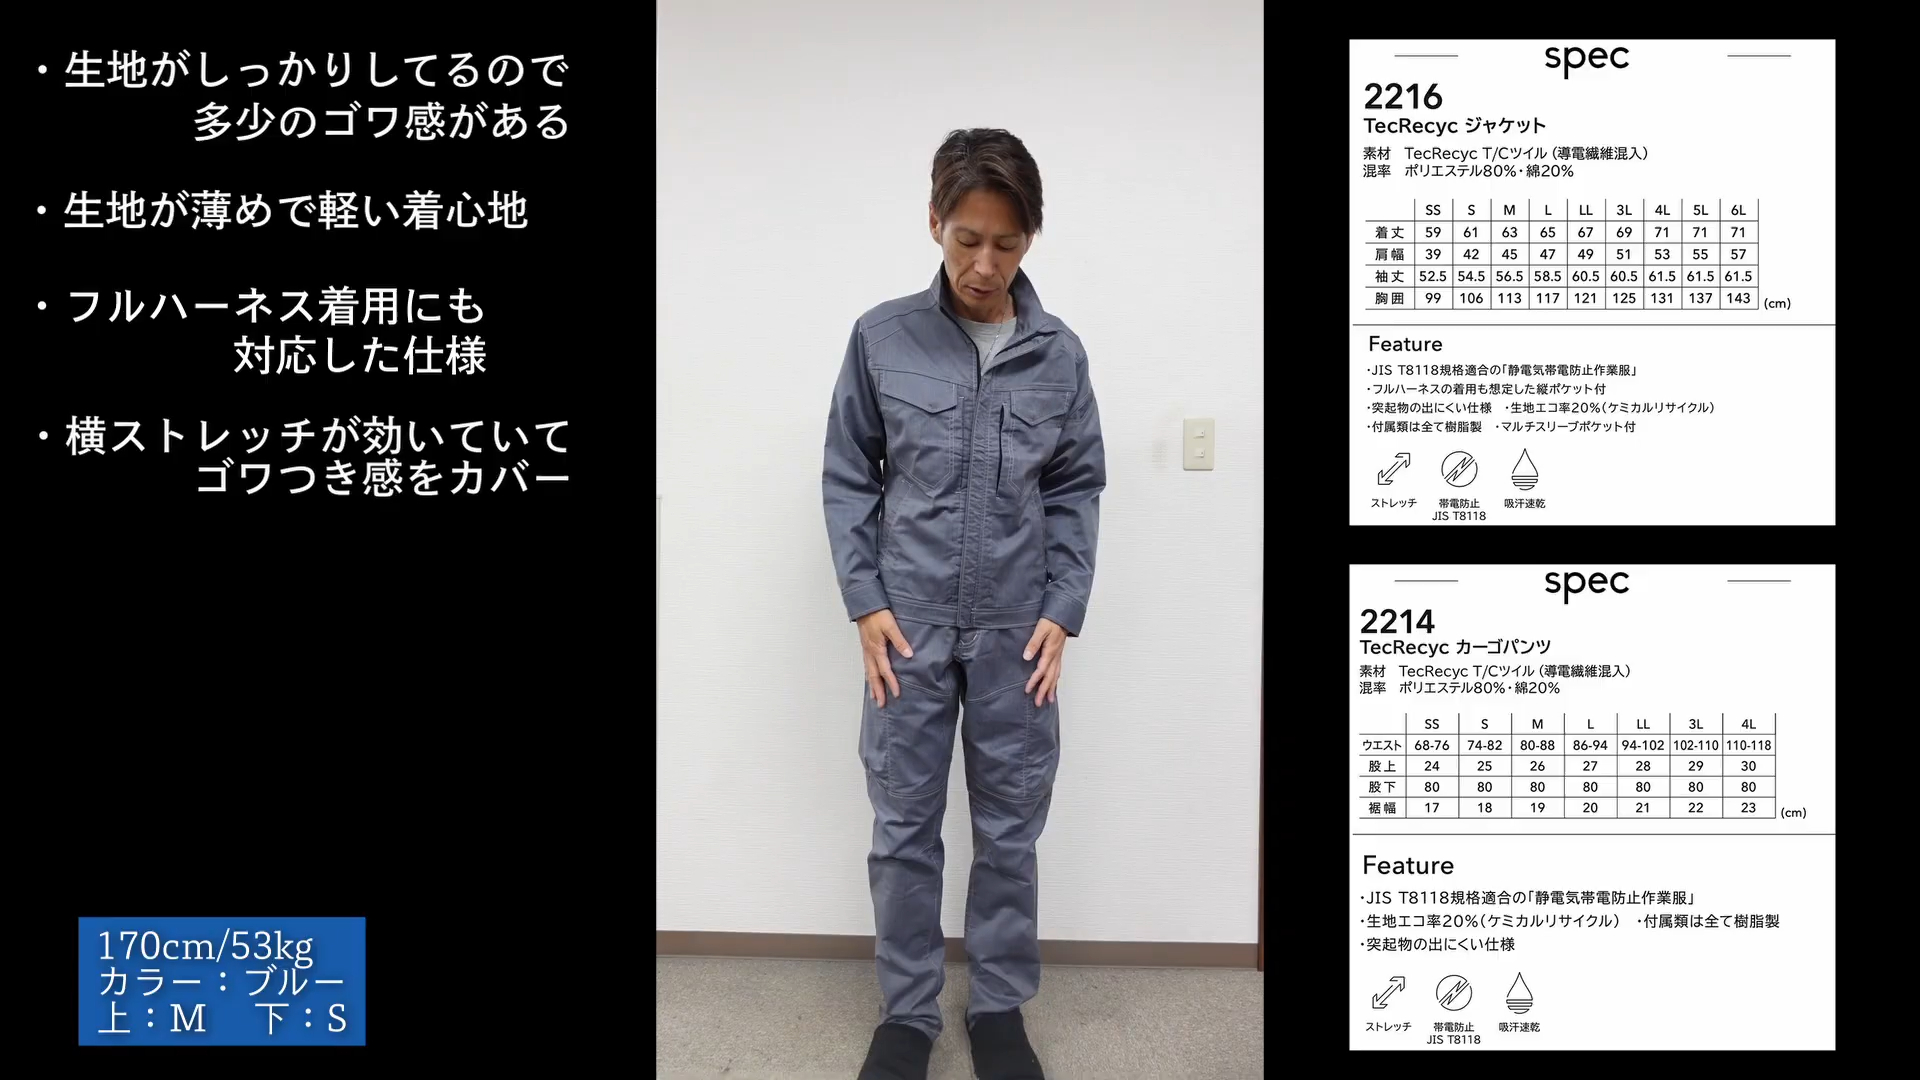 ・生地がしっかりしてるので
多少のゴワ感がある
・生地が薄めで軽い着心地
・フルハーネス着用にも
対応した仕様
・横ストレッチが効いていて
ゴワつき感をカバー
170cm/53kg
カラー：ブルー
上：M 下：S
spec
2216
TecRecyc ジャケット
素材 TecRecyc T/Cツイル（導電繊維混入）
混率 ポリエステル80%・綿20%
SS S M L LL 3L 4L 5L 6L
着丈 59 61 63 65 67 69 71 71 71
肩幅 39 42 45 47 49 51 53 55 57
袖丈 52.5 54.5 56.5 58.5 60.5 60.5 61.5 61.5 61.5
胸囲 99 106 113 117 121 125 131 137 143
(cm)
Feature
・JIS T8118規格適合の「静電気帯電防止作業服」
・フルハーネスの着用も想定した縦ポケット付
・突起物の出にくい仕様 ・生地エコ率20%（ケミカルリサイクル）
・付属類は全て樹脂製 ・マルチスリーブポケット付
ストレッチ 帯電防止 吸汗速乾
JIS T8118
spec
2214
TecRecyc カーゴパンツ
素材 TecRecyc T/Cツイル（導電繊維混入）
混率 ポリエステル80%・綿20%
SS S M L LL 3L 4L
ウエスト 68-76 74-82 80-88 86-94 94-102 102-110 110-118
股上 24 25 26 27 28 29 30
股下 80 80 80 80 80 80 80
裾幅 17 18 19 20 21 22 23
(cm)
Feature
・JIS T8118規格適合の「静電気帯電防止作業服」
・生地エコ率20%（ケミカルリサイクル） ・付属類は全て樹脂製
・突起物の出にくい仕様
ストレッチ 帯電防止 吸汗速乾
JIS T8118